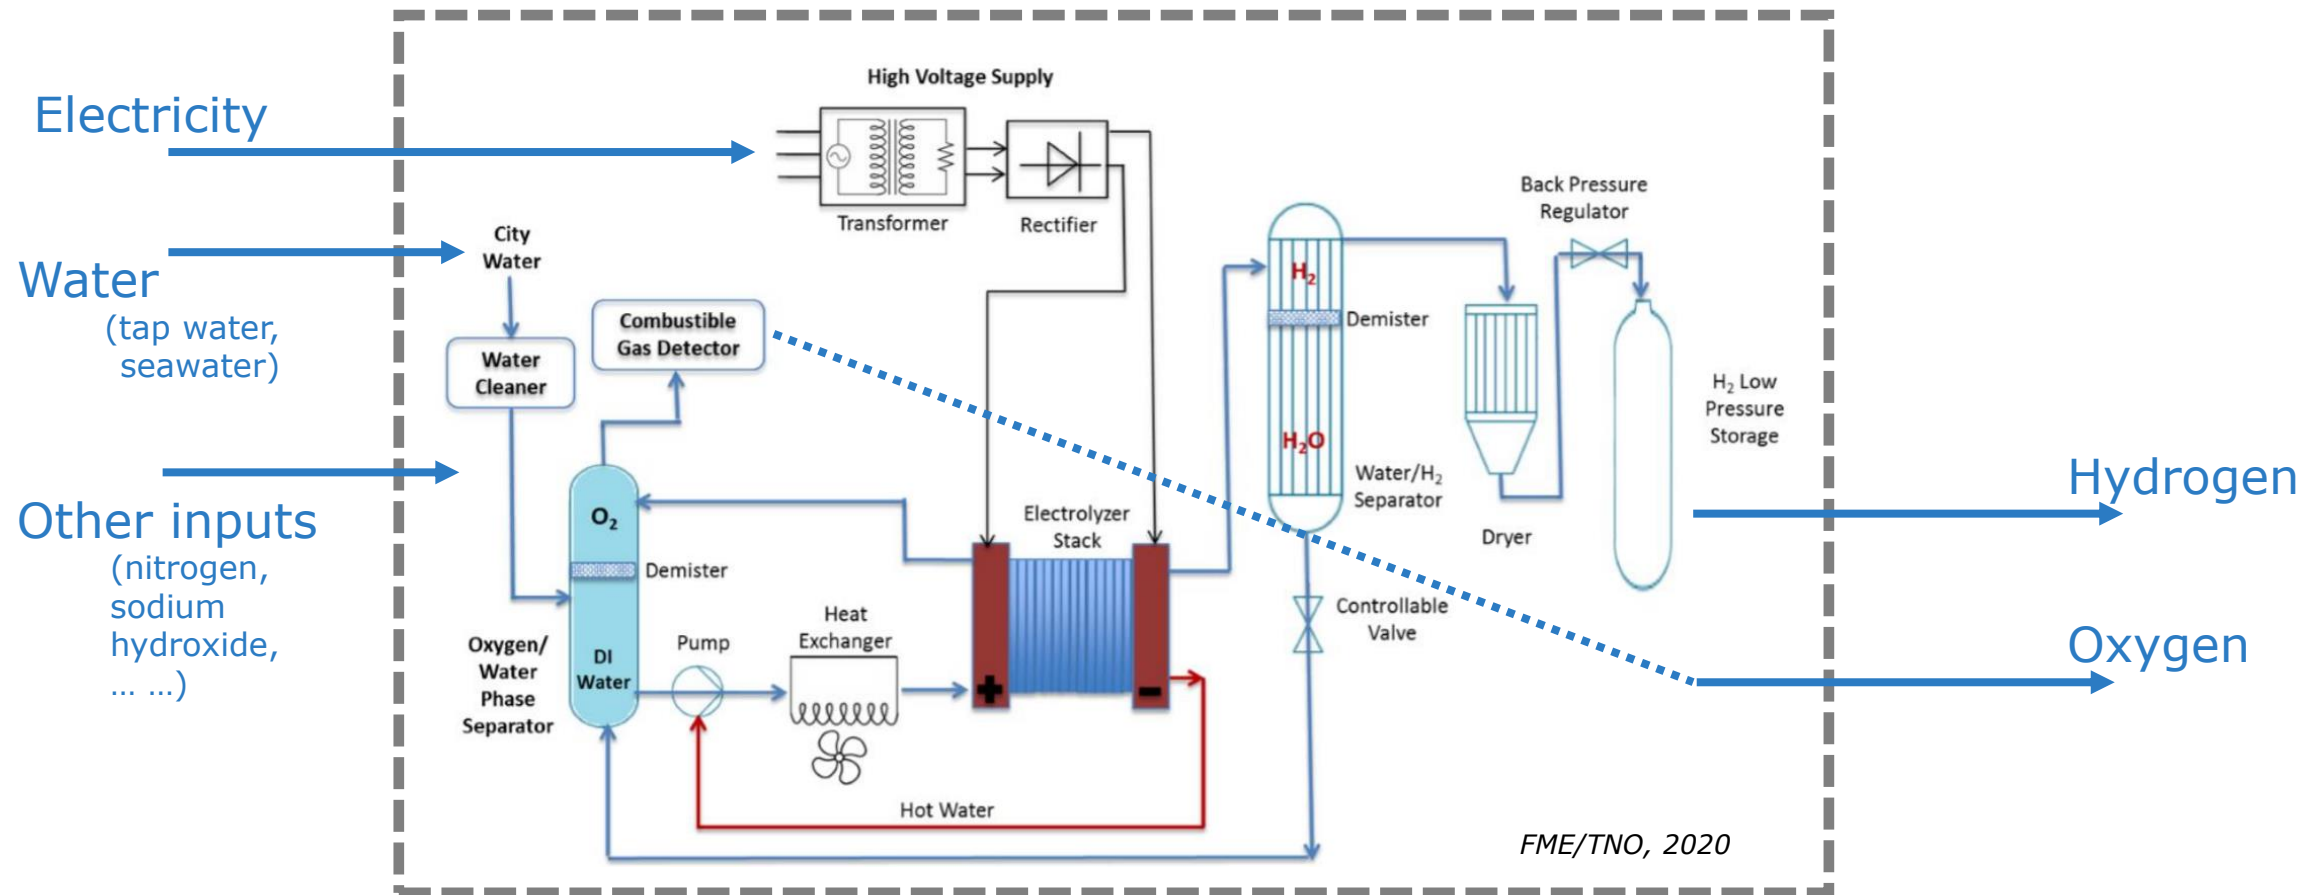 Electricity
Water
(tap water,
seawater)
Other inputs
(nitrogen,
sodium
hydroxide,
... ...)
High Voltage Supply
Transformer
Rectifier
City
Water
Water
Cleaner
Combustible
Gas Detector
O₂
Demister
DI
Water
Oxygen/
Water
Phase
Separator
Pump
Heat
Exchanger
Hot Water
Electrolyzer
Stack
+
−
H₂
Demister
H₂O
Water/H₂
Separator
Controllable
Valve
Back Pressure
Regulator
Dryer
H₂ Low
Pressure
Storage
FME/TNO, 2020
Hydrogen
Oxygen